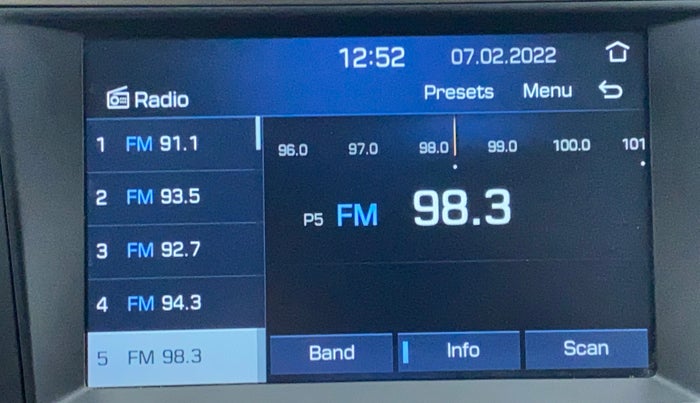 12:52 07.02.2022
Radio Presets Menu
1 FM 91.1
2 FM 93.5
3 FM 92.7
4 FM 94.3
5 FM 98.3
96.0 97.0 98.0 99.0 100.0 101
P5 FM 98.3
Band Info Scan